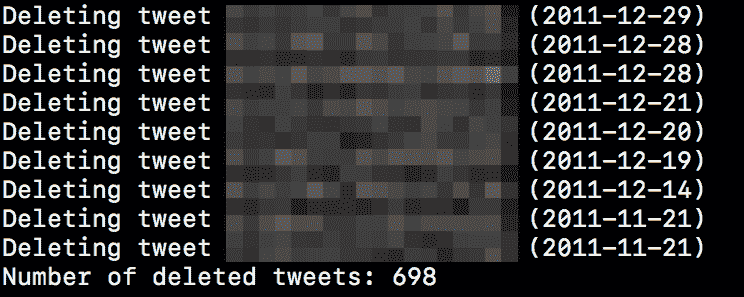 Deleting tweet (2011-12-29)
Deleting tweet (2011-12-28)
Deleting tweet (2011-12-28)
Deleting tweet (2011-12-21)
Deleting tweet (2011-12-20)
Deleting tweet (2011-12-19)
Deleting tweet (2011-12-14)
Deleting tweet (2011-11-21)
Deleting tweet (2011-11-21)
Number of deleted tweets: 698